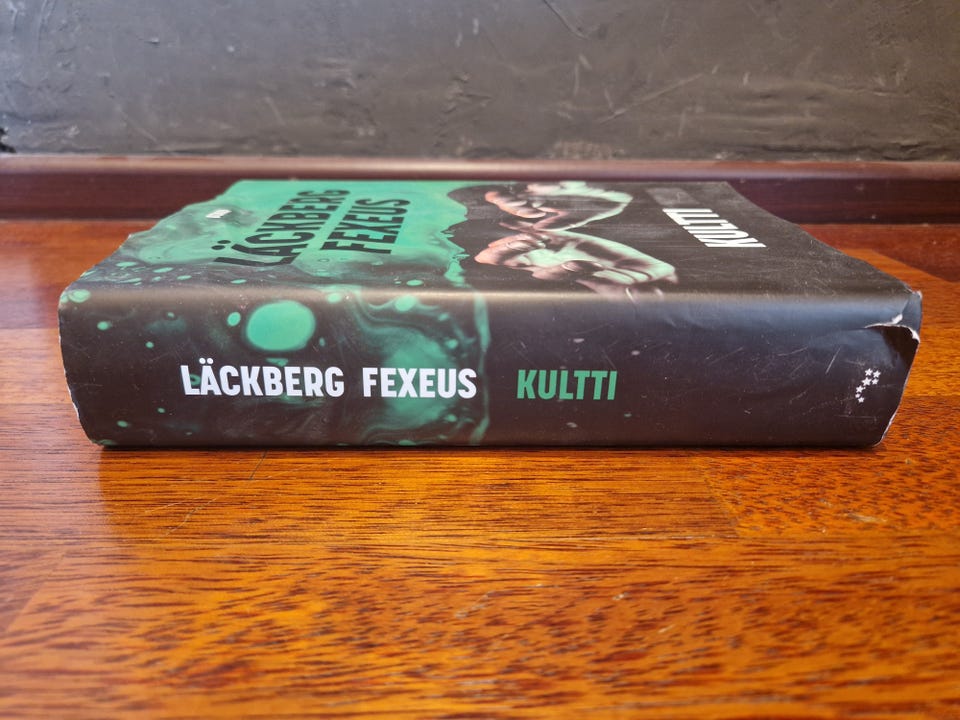 LÄCKBERG
FEXEUS
KULTTI
LÄCKBERG FEXEUS KULTTI